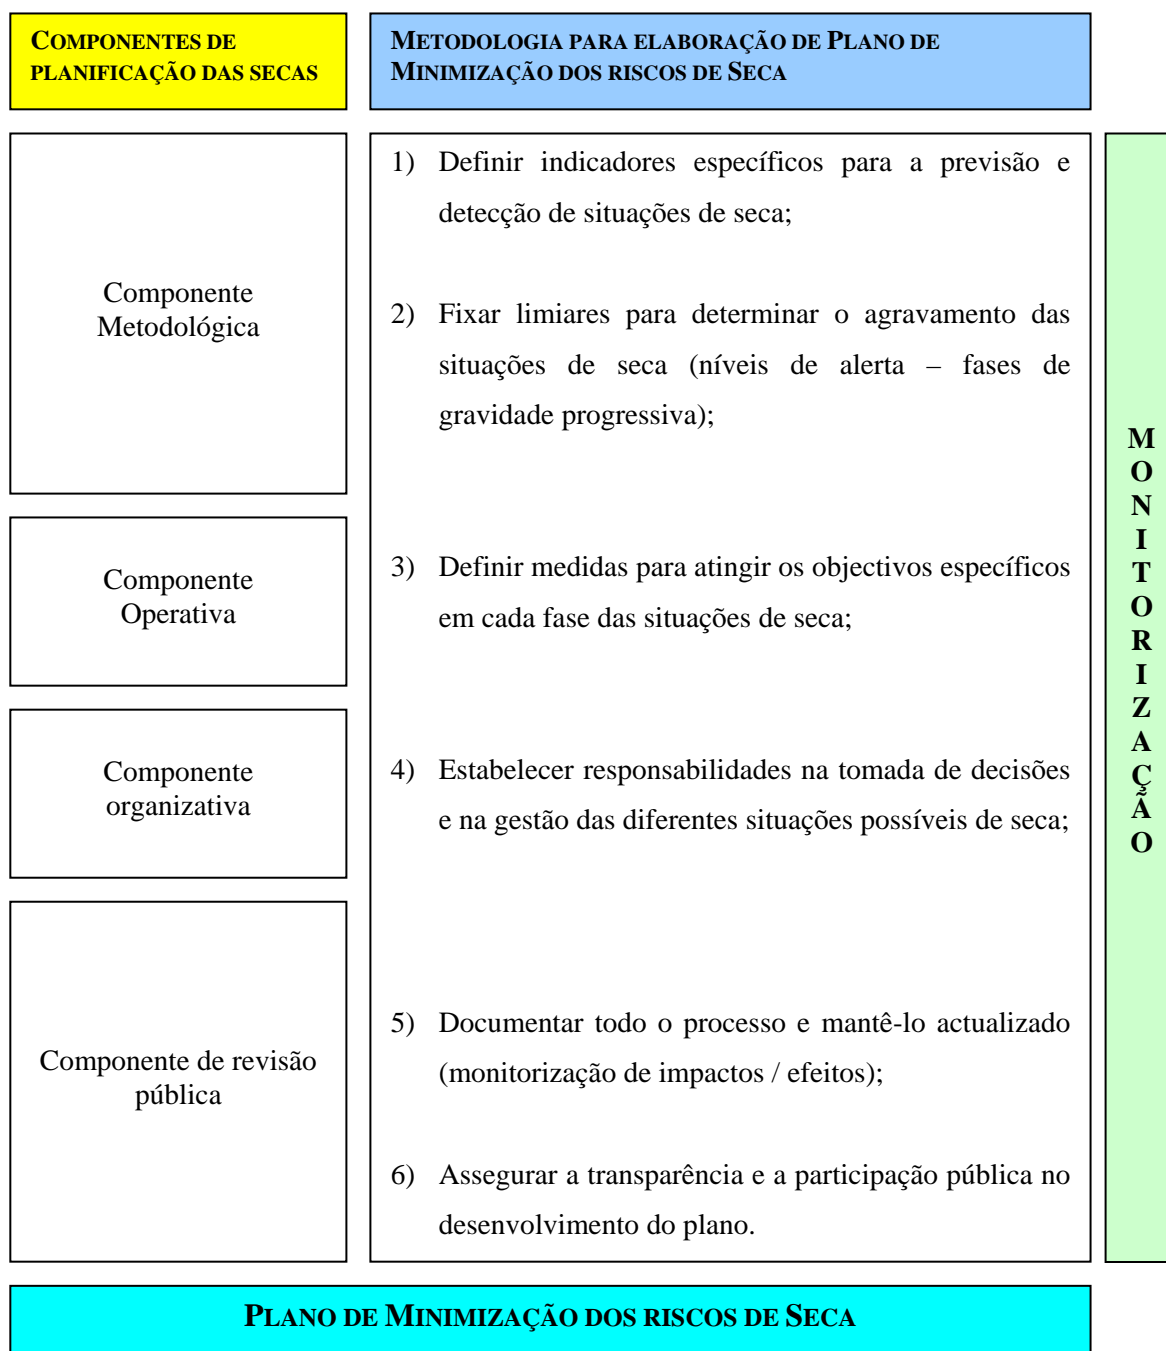 COMPONENTES DE
PLANIFICAÇÃO DAS SECAS
METODOLOGIA PARA ELABORAÇÃO DE PLANO DE
MINIMIZAÇÃO DOS RISCOS DE SECA
Componente
Metodológica
1) Definir indicadores específicos para a previsão e
detecção de situações de seca;
2) Fixar limiares para determinar o agravamento das
situações de seca (níveis de alerta – fases de
gravidade progressiva);
Componente
Operativa
3) Definir medidas para atingir os objectivos específicos
em cada fase das situações de seca;
Componente
organizativa
4) Estabelecer responsabilidades na tomada de decisões
e na gestão das diferentes situações possíveis de seca;
Componente de revisão
pública
5) Documentar todo o processo e mantê-lo actualizado
(monitorização de impactos / efeitos);
6) Assegurar a transparência e a participação pública no
desenvolvimento do plano.
M
O
N
I
T
O
R
I
Z
A
Ç
Ã
O
PLANO DE MINIMIZAÇÃO DOS RISCOS DE SECA